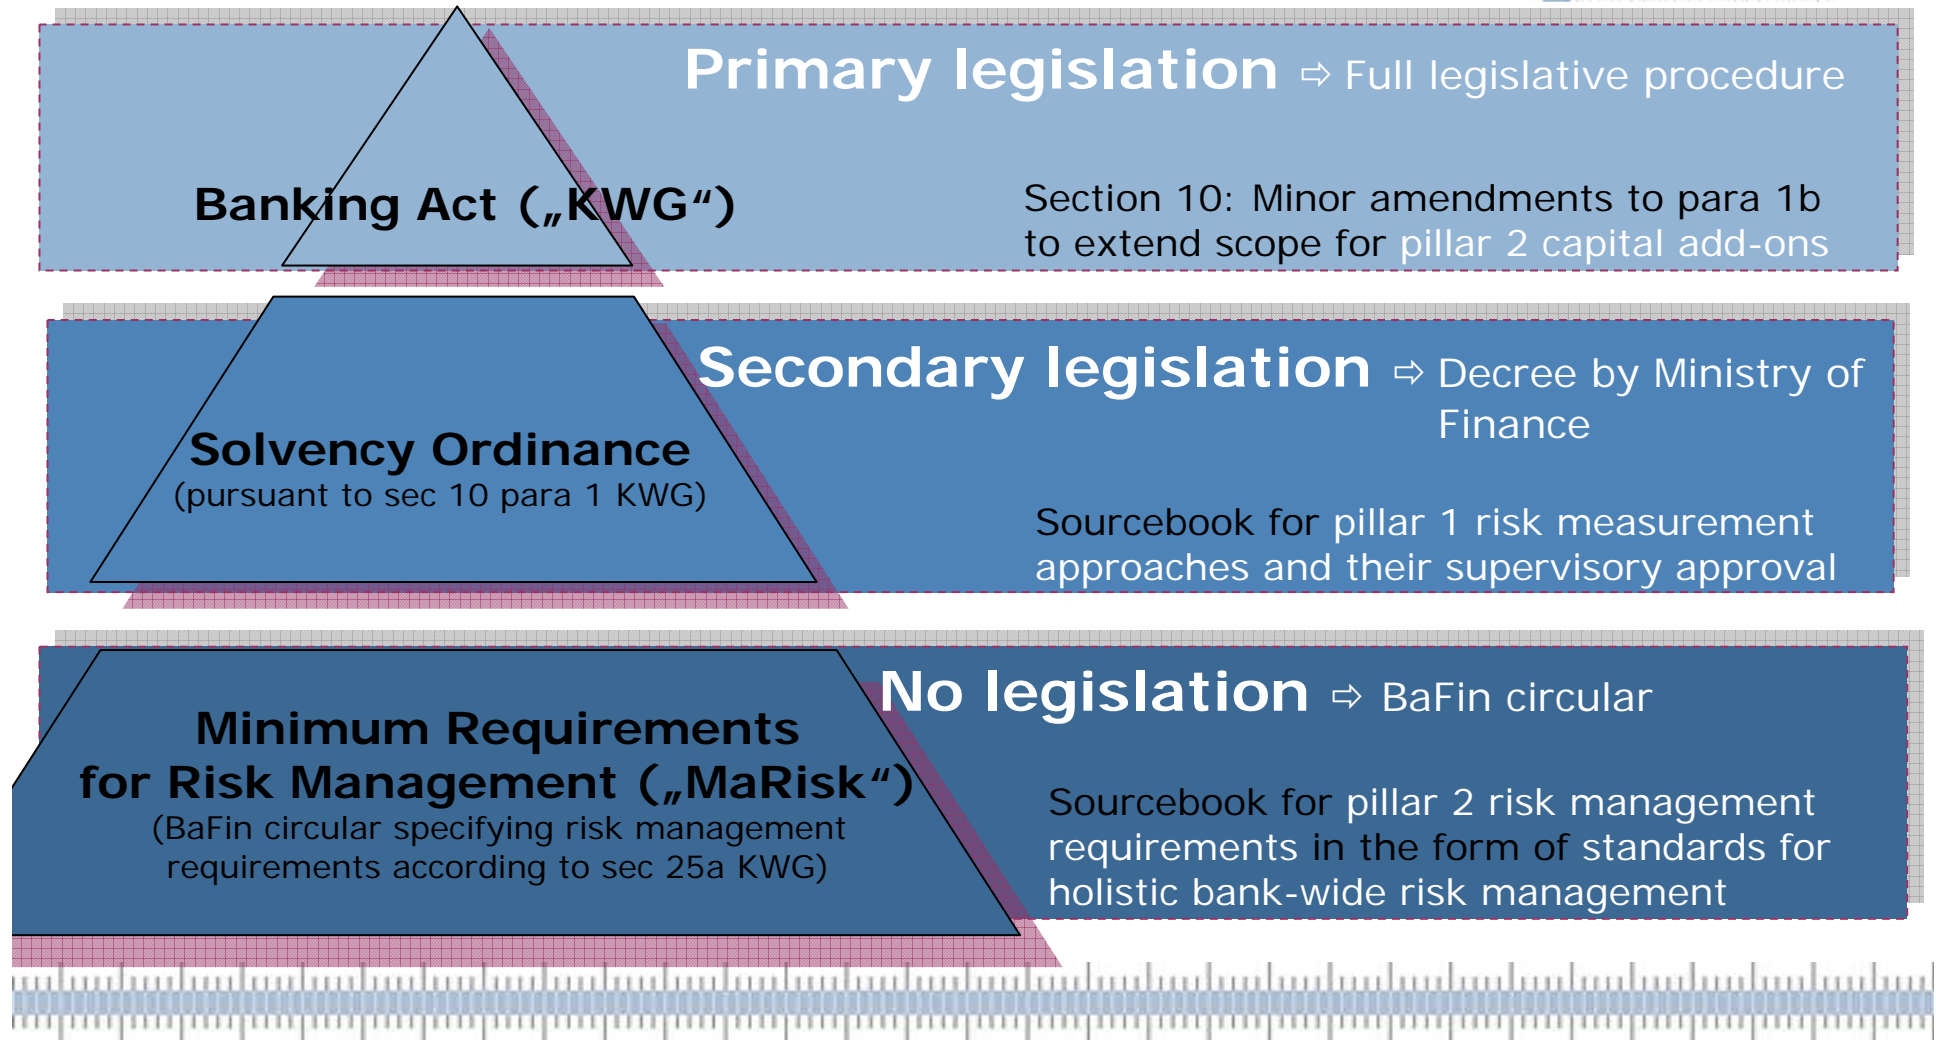 Primary legislation ⇨ Full legislative procedure
Banking Act („KWG“)
Section 10: Minor amendments to para 1b
to extend scope for pillar 2 capital add-ons
Secondary legislation ⇨ Decree by Ministry of
Finance
Solvency Ordinance
(pursuant to sec 10 para 1 KWG)
Sourcebook for pillar 1 risk measurement
approaches and their supervisory approval
No legislation ⇨ BaFin circular
Minimum Requirements
for Risk Management („MaRisk“)
(BaFin circular specifying risk management
requirements according to sec 25a KWG)
Sourcebook for pillar 2 risk management
requirements in the form of standards for
holistic bank-wide risk management